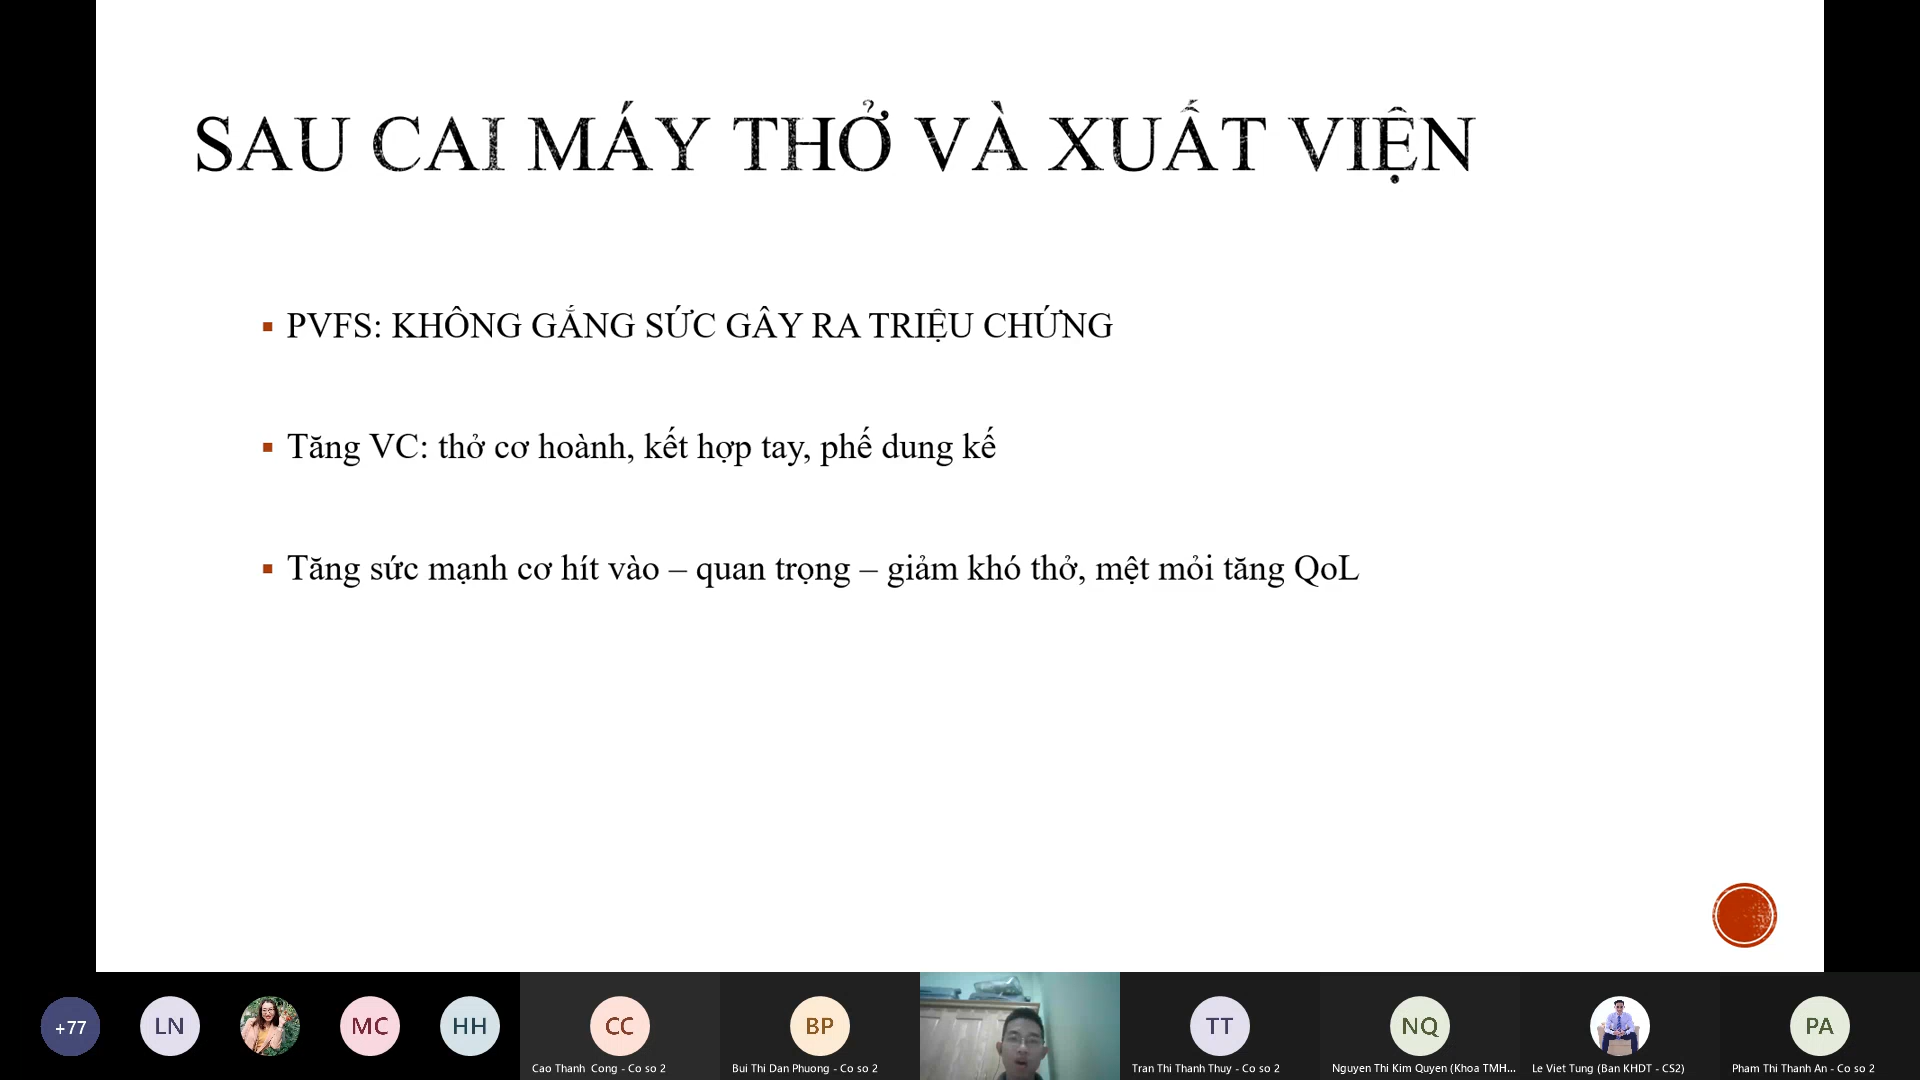 SAU CAI MÁY THỞ VÀ XUẤT VIỆN
PVFS: KHÔNG GẮNG SỨC GÂY RA TRIỆU CHỨNG
Tăng VC: thở cơ hoành, kết hợp tay, phế dung kế
Tăng sức mạnh cơ hít vào – quan trọng – giảm khó thở, mệt mỏi tăng QoL
+77
LN
MC
HH
CC
BP
TT
NQ
PA
Cao Thanh Cong - Co so 2
Bui Thi Dan Phuong - Co so 2
Tran Thi Thanh Thuy - Co so 2
Nguyen Thi Kim Quyen (Khoa TMH...
Le Viet Tung (Ban KHDT - CS2)
Pham Thi Thanh An - Co so 2